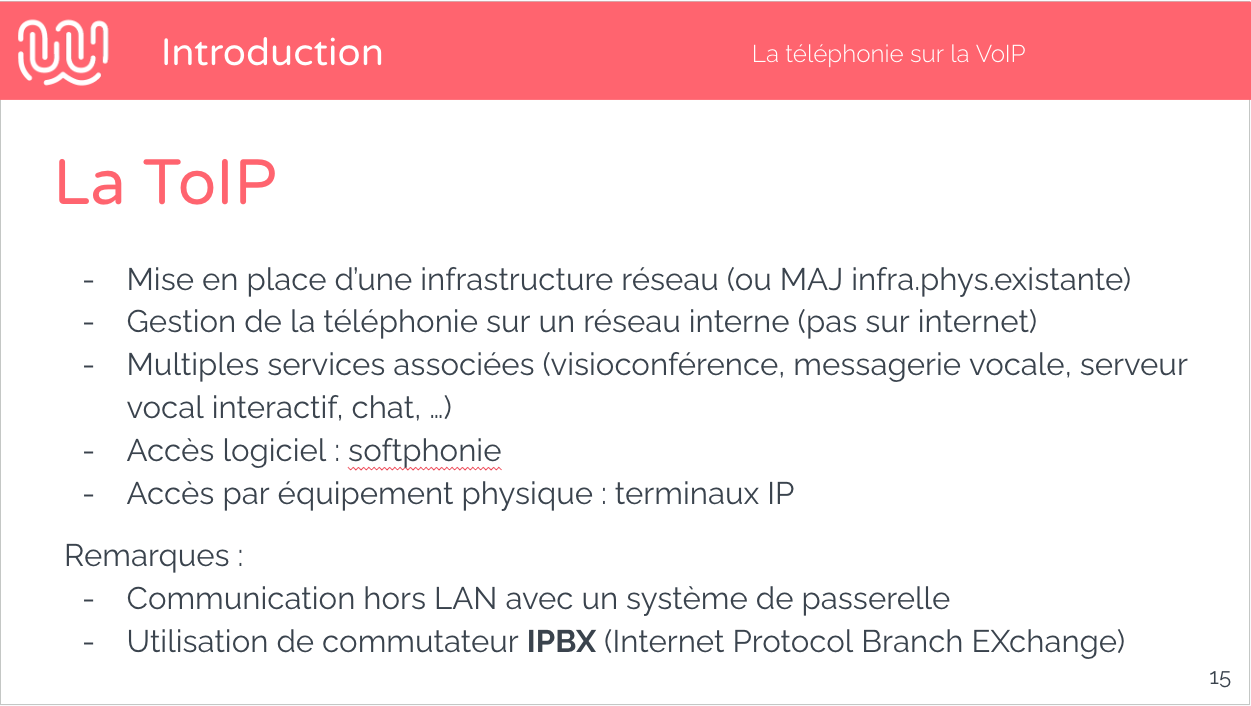 Introduction
La téléphonie sur la VoIP
La ToIP
- Mise en place d’une infrastructure réseau (ou MAJ infra.phys.existante)
- Gestion de la téléphonie sur un réseau interne (pas sur internet)
- Multiples services associées (visioconférence, messagerie vocale, serveur
vocal interactif, chat, …)
- Accès logiciel : softphonie
- Accès par équipement physique : terminaux IP
Remarques :
- Communication hors LAN avec un système de passerelle
- Utilisation de commutateur IPBX (Internet Protocol Branch EXchange)
15